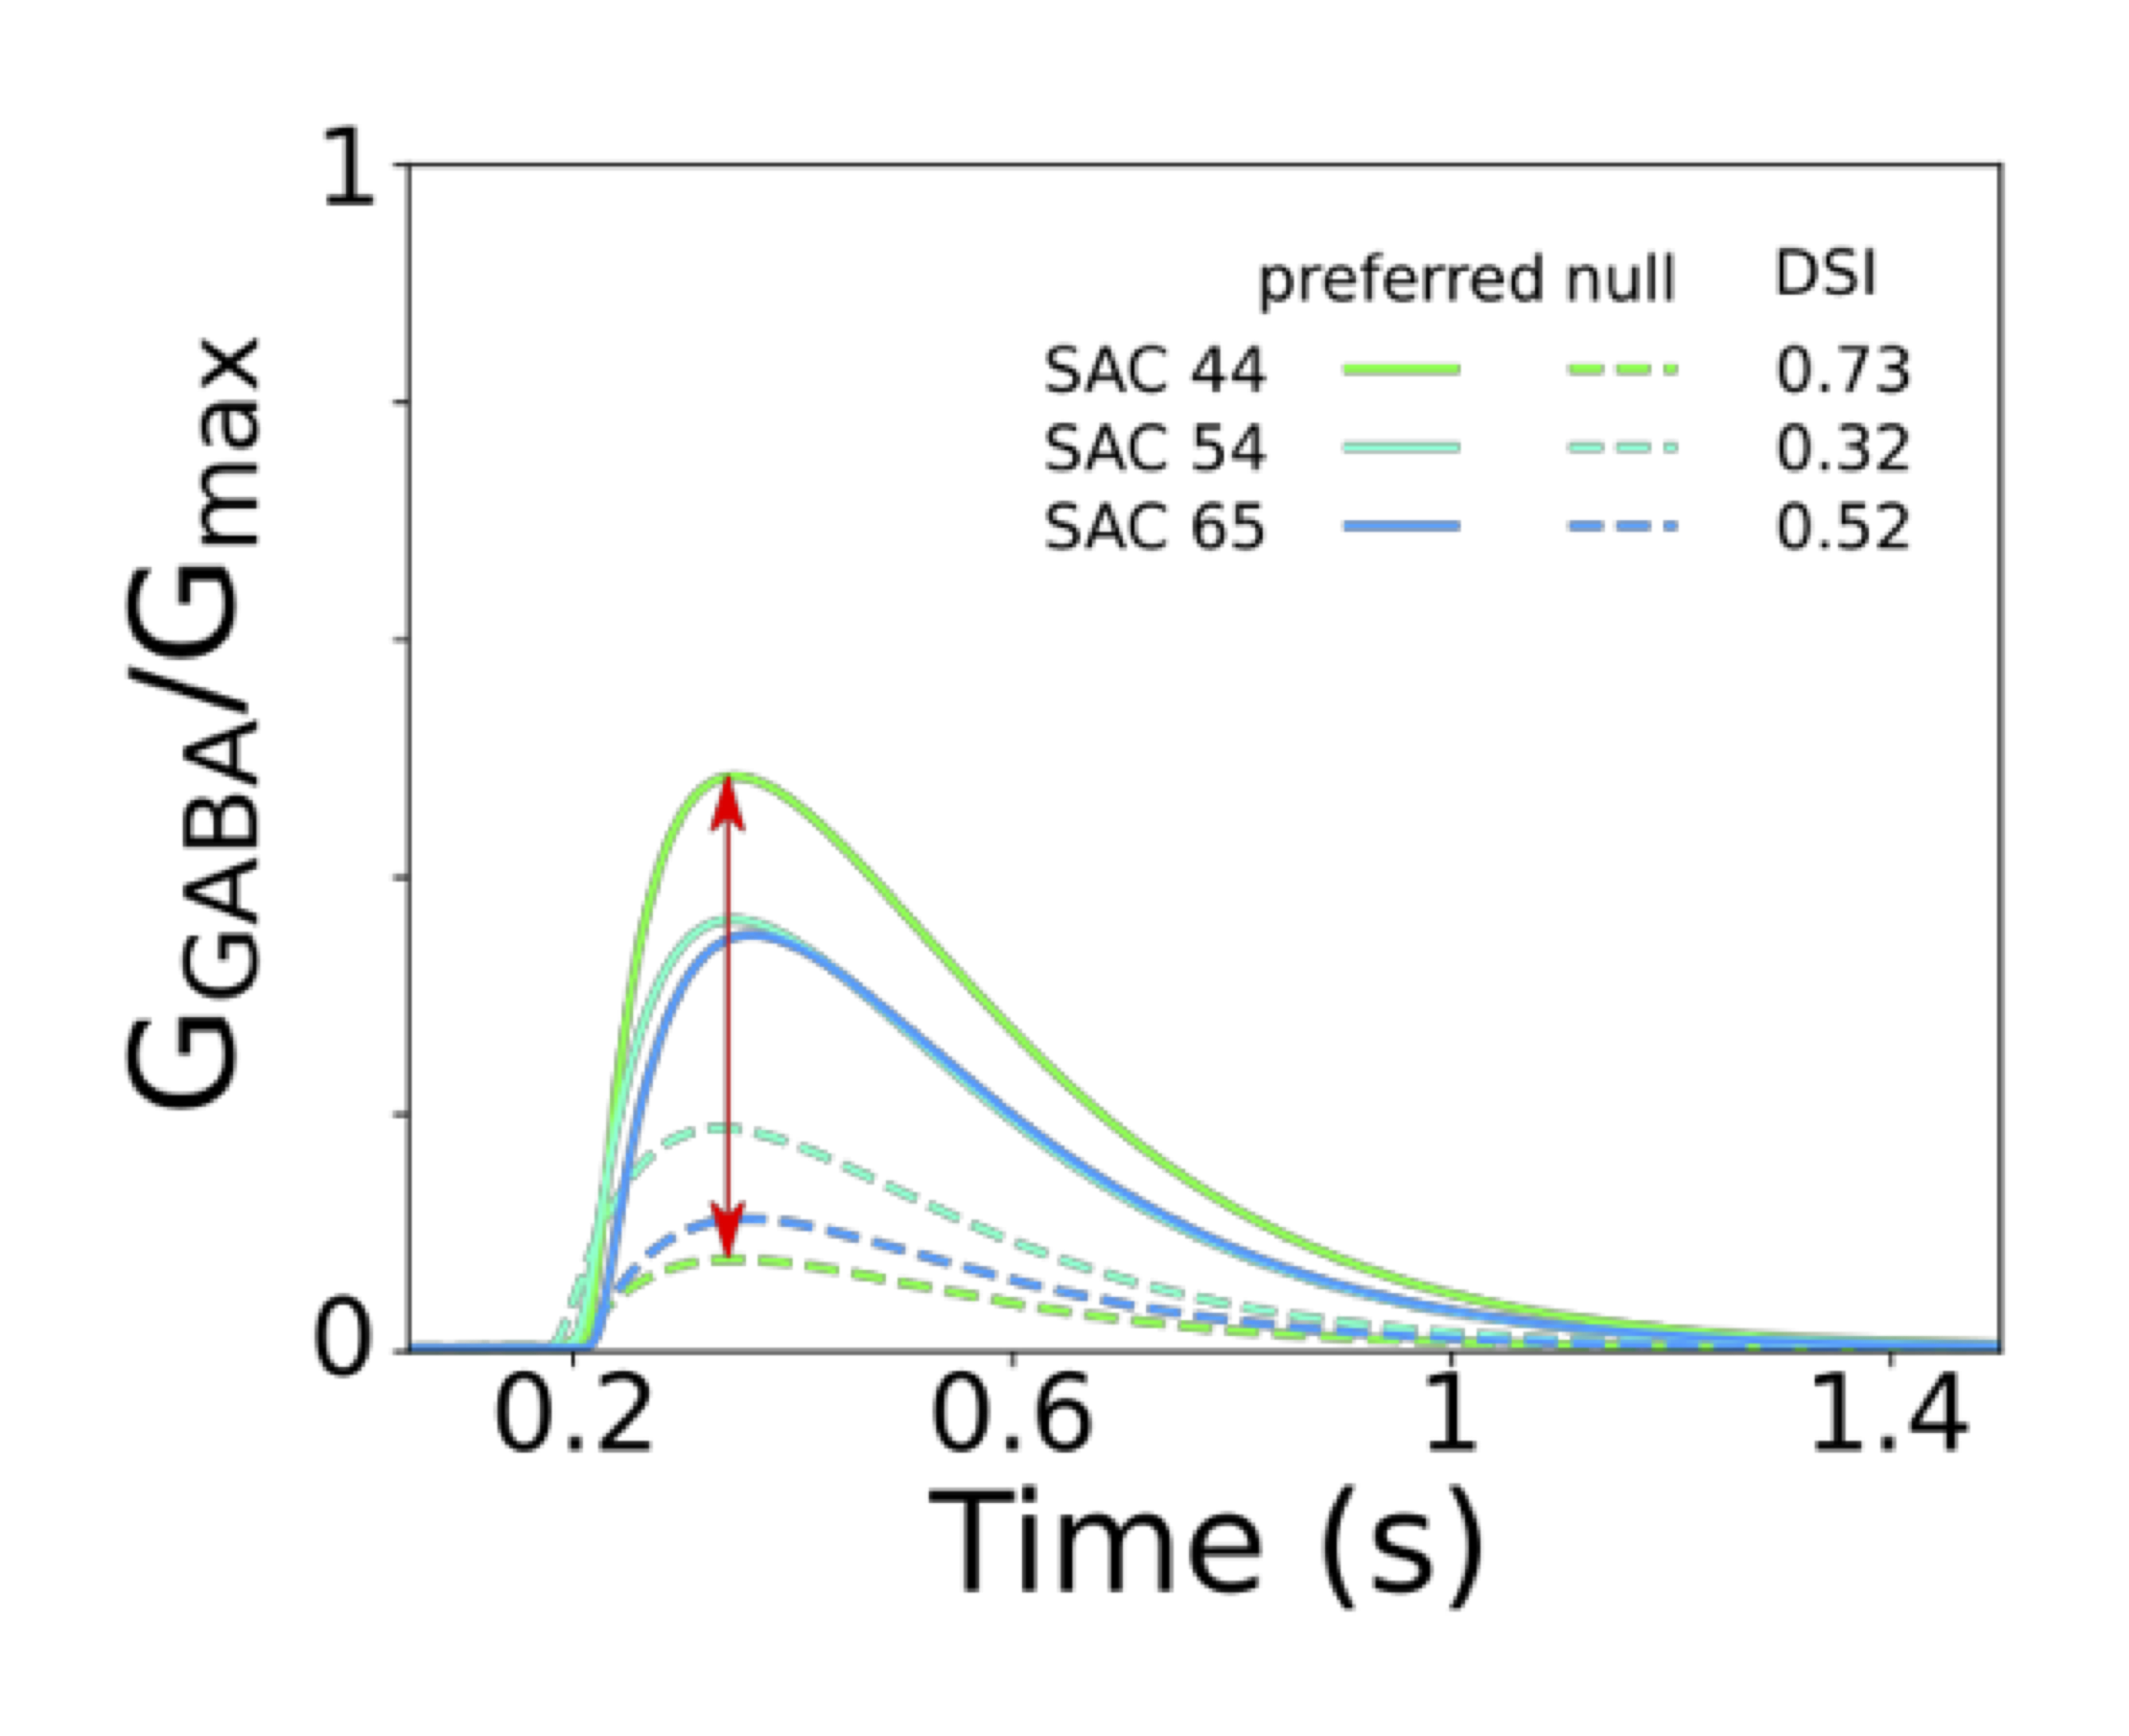 1
preferred null DSI
SAC 44 0.73
SAC 54 0.32
SAC 65 0.52
GGABA/Gmax
0
0.2 0.6 1 1.4
Time (s)